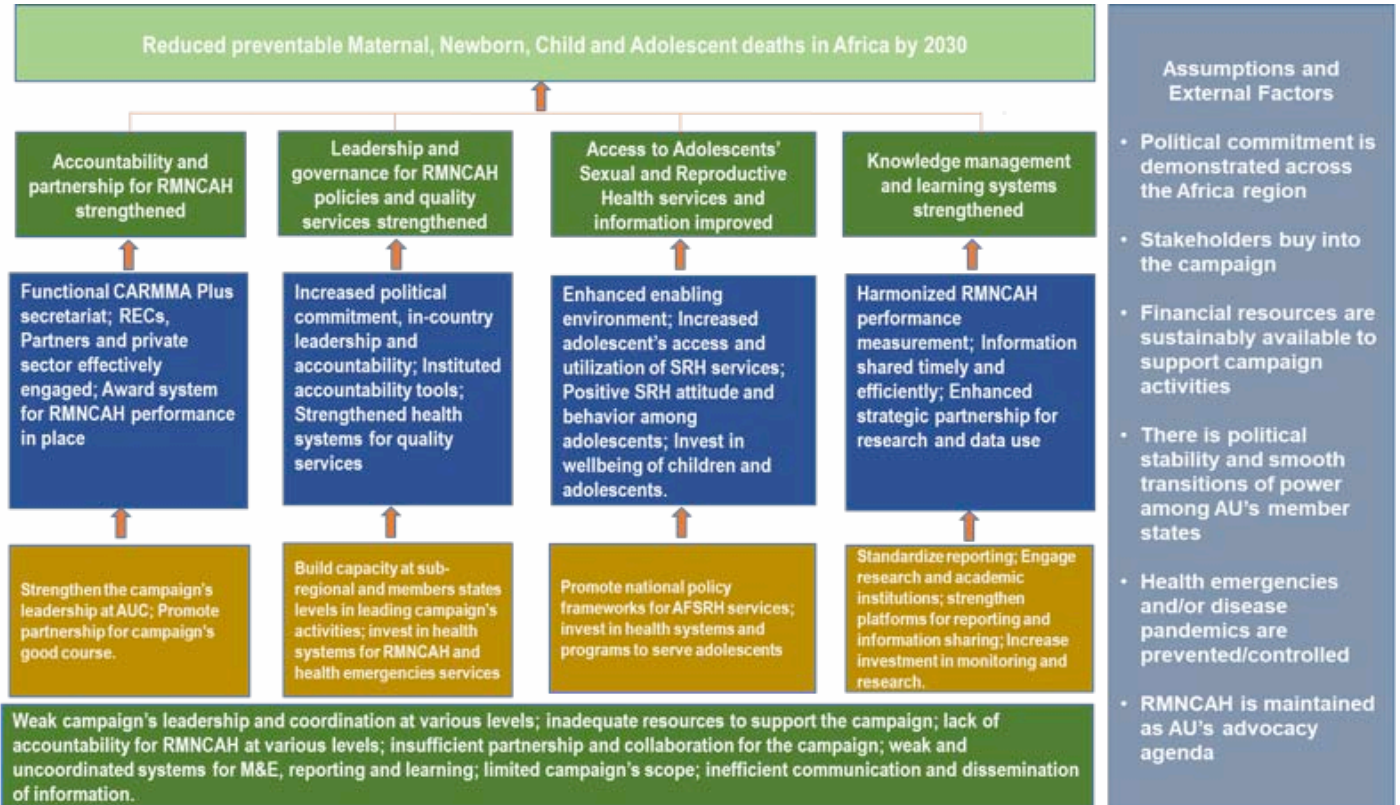 Reduced preventable Maternal, Newborn, Child and Adolescent deaths in Africa by 2030
Accountability and
partnership for RMNCAH
strengthened
Leadership and
governance for RMNCAH
policies and quality
services strengthened
Access to Adolescents'
Sexual and Reproductive
Health services and
information improved
Knowledge management
and learning systems
strengthened
Functional CARMMA Plus
secretariat; RECs,
Partners and private
sector effectively
engaged; Award system
for RMNCAH performance
in place
Increased political
commitment, in-country
leadership and
accountability; Instituted
accountability tools;
Strengthened health
systems for quality
services
Enhanced enabling
environment; Increased
adolescent's access and
utilization of SRH services;
Positive SRH attitude and
behavior among
adolescents; Invest in
wellbeing of children and
adolescents.
Harmonized RMNCAH
performance
measurement; Information
shared timely and
efficiently; Enhanced
strategic partnership for
research and data use
Strengthen the campaign's
leadership at AUC; Promote
partnership for campaign's
good course.
Build capacity at sub-
regional and members states
levels in leading campaign's
activities; invest in health
systems for RMNCAH and
health emergencies services
Promote national policy
frameworks for AFSRH services;
invest in health systems and
programs to serve adolescents
Standardize reporting; Engage
research and academic
institutions; strengthen
platforms for reporting and
information sharing; Increase
investment in monitoring and
research.
Weak campaign's leadership and coordination at various levels; inadequate resources to support the campaign; lack of
accountability for RMNCAH at various levels; insufficient partnership and collaboration for the campaign; weak and
uncoordinated systems for M&E, reporting and learning; limited campaign's scope; inefficient communication and dissemination
of information.
Assumptions and
External Factors
• Political commitment is
demonstrated across
the Africa region
• Stakeholders buy into
the campaign
• Financial resources are
sustainably available to
support campaign
activities
• There is political
stability and smooth
transitions of power
among AU's member
states
• Health emergencies
and/or disease
pandemics are
prevented/controlled
• RMNCAH is maintained
as AU's advocacy
agenda